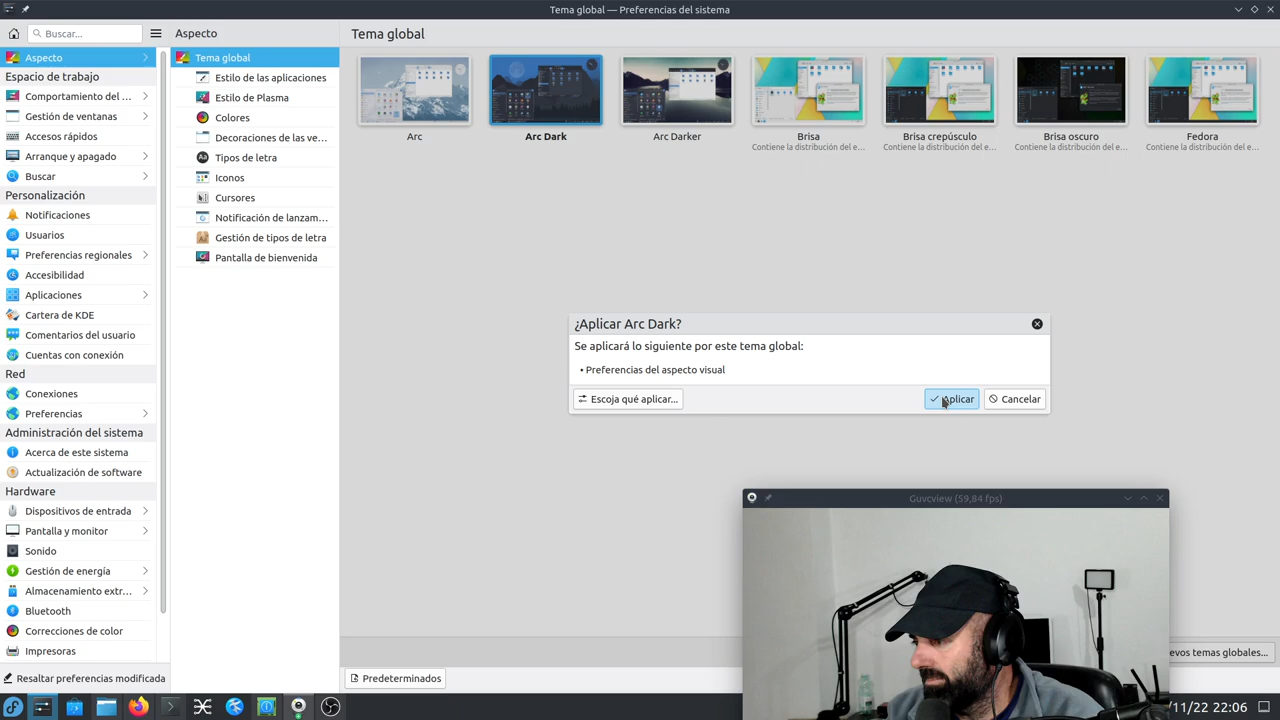 Tema global — Preferencias del sistema
Buscar...
Aspecto
Espacio de trabajo
Comportamiento del ...
Gestión de ventanas
Accesos rápidos
Arranque y apagado
Buscar
Personalización
Notificaciones
Usuarios
Preferencias regionales
Accesibilidad
Aplicaciones
Cartera de KDE
Comentarios del usuario
Cuentas con conexión
Red
Conexiones
Preferencias
Administración del sistema
Acerca de este sistema
Actualización de software
Hardware
Dispositivos de entrada
Pantalla y monitor
Sonido
Gestión de energía
Almacenamiento extr...
Bluetooth
Correcciones de color
Impresoras
Resaltar preferencias modificada
Aspecto
Tema global
Estilo de las aplicaciones
Estilo de Plasma
Colores
Decoraciones de las ve...
Tipos de letra
Iconos
Cursores
Notificación de lanzam...
Gestión de tipos de letra
Pantalla de bienvenida
Tema global
Arc
Arc Dark
Arc Darker
Brisa
Contiene la distribución del e...
Brisa crepúsculo
Contiene la distribución del e...
Brisa oscuro
Contiene la distribución del e...
Fedora
Contiene la distribución del e...
¿Aplicar Arc Dark?
Se aplicará lo siguiente por este tema global:
• Preferencias del aspecto visual
Escoja qué aplicar...
Aplicar
Cancelar
Guvcview (59,84 fps)
evos temas globales...
Predeterminados
/11/22 22:06